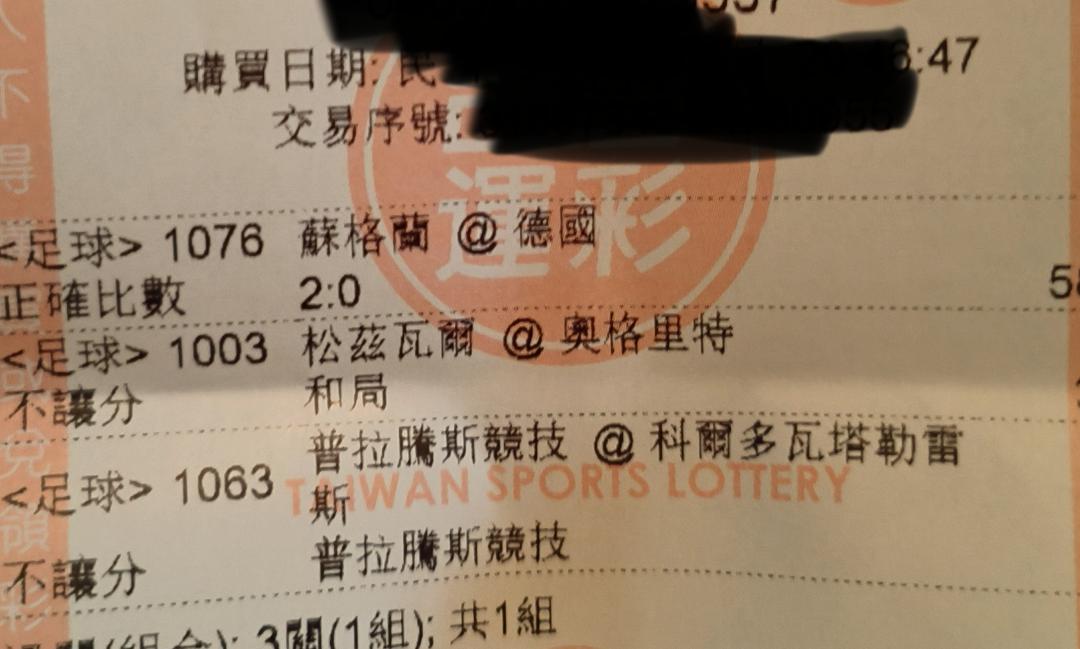 購買日期: 民 :47
交易序號:
運彩
<足球> 1076 蘇格蘭 @ 德國
正確比數 2:0
<足球> 1003 松茲瓦爾 @ 奧格里特
不讓分 和局
<足球> 1063 普拉騰斯競技 @ 科爾多瓦塔勒雷
斯
TAIWAN SPORTS LOTTERY
不讓分 普拉騰斯競技
3關(1組); 共1組